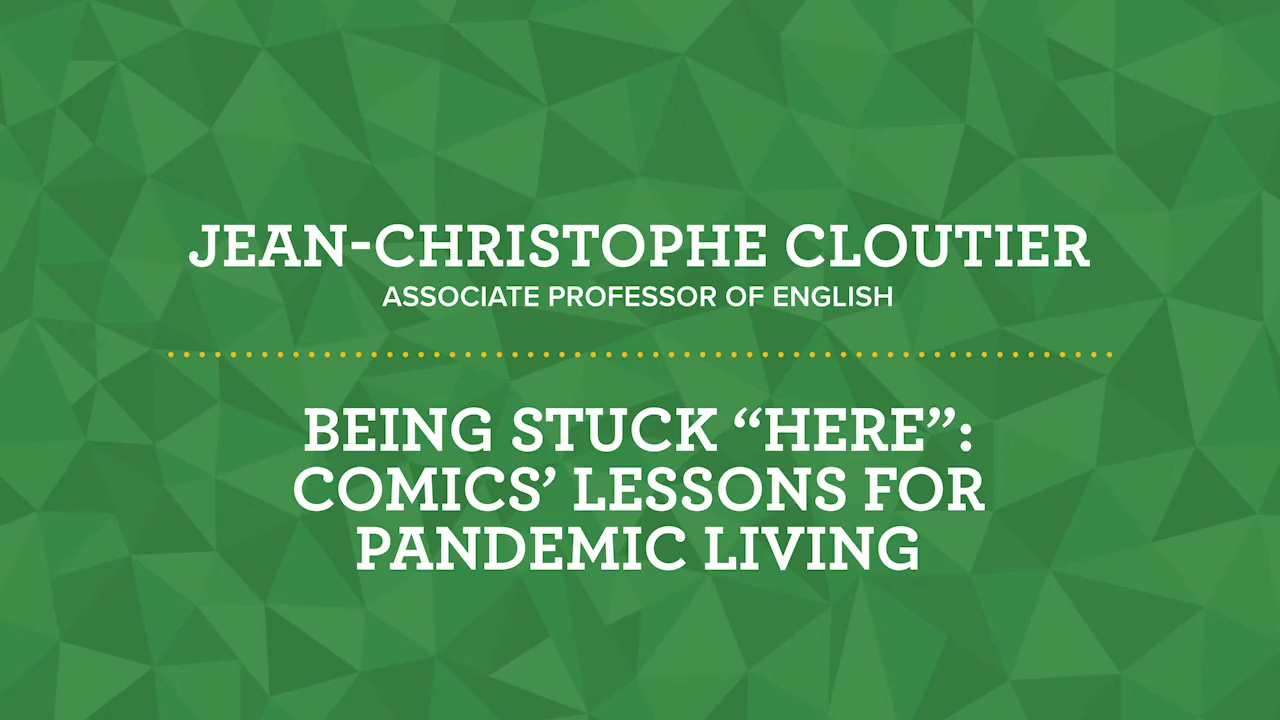 JEAN-CHRISTOPHE CLOUTIER
ASSOCIATE PROFESSOR OF ENGLISH
BEING STUCK “HERE”:
COMICS’ LESSONS FOR
PANDEMIC LIVING